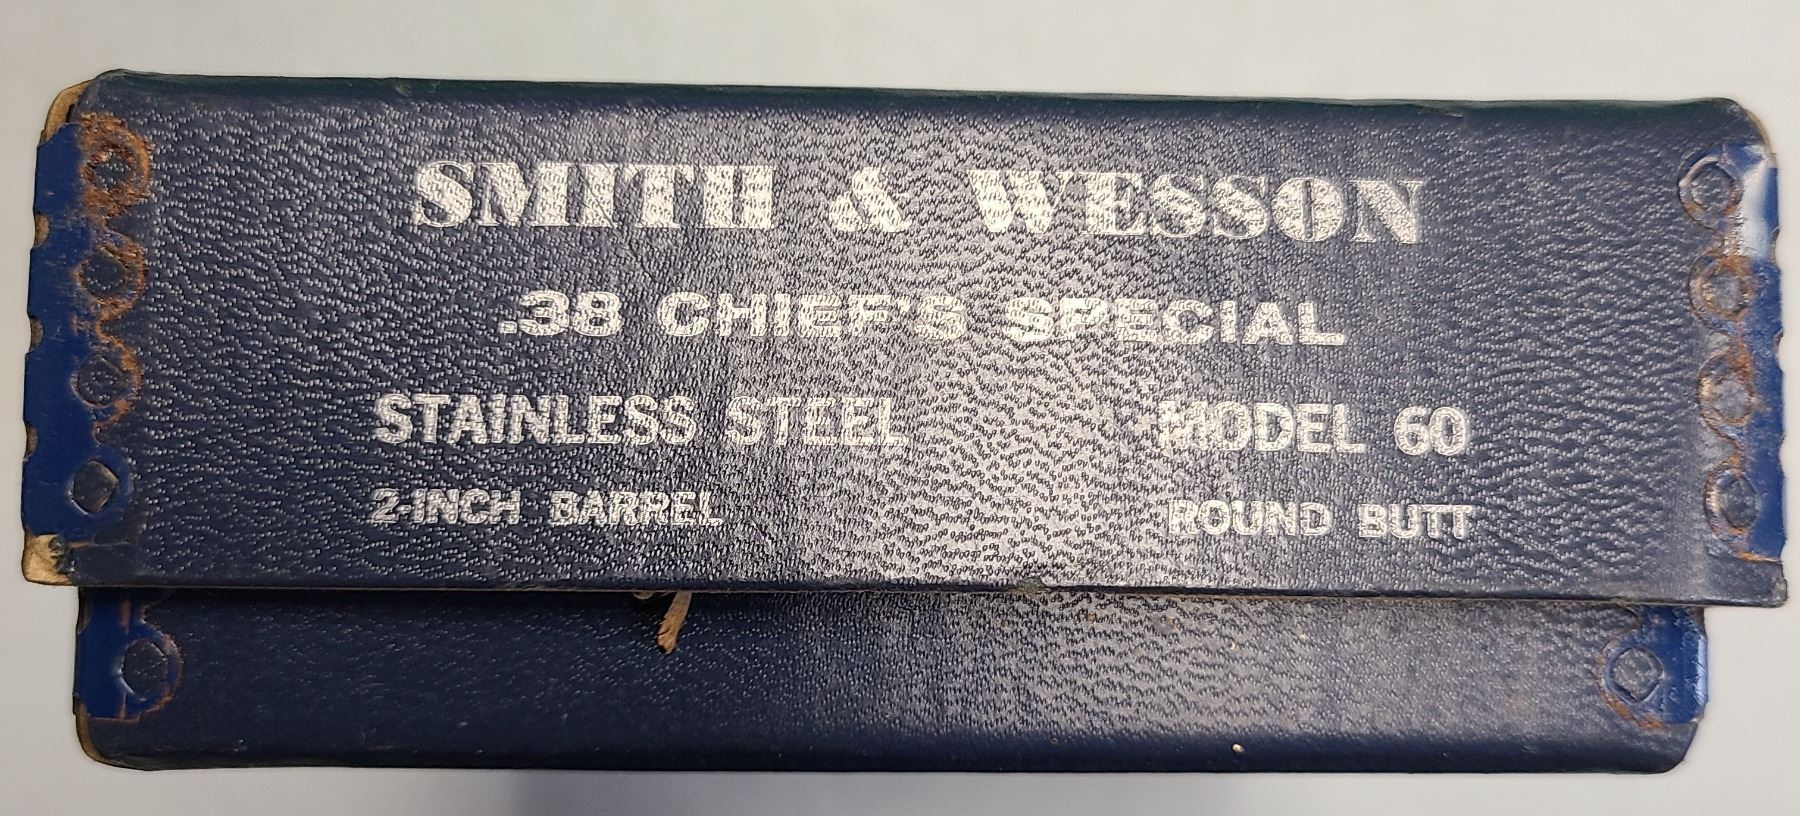 SMITH & WESSON
.38 CHIEF'S SPECIAL
STAINLESS STEEL MODEL 60
2-INCH BARREL ROUND BUTT